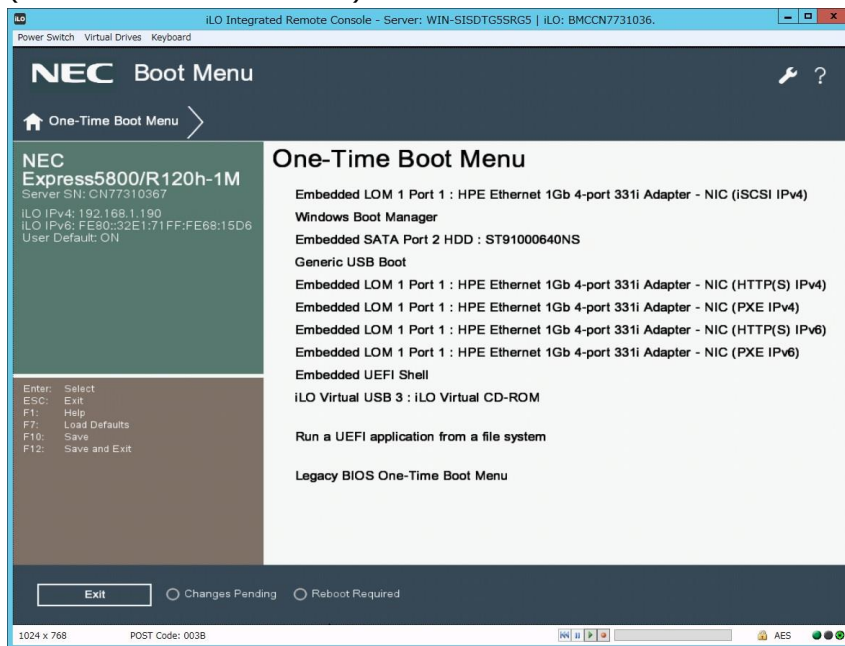 iLO Integrated Remote Console - Server: WIN-SISDTG5SRG5 | iLO: BMCCN7731036.
Power Switch Virtual Drives Keyboard
NEC Boot Menu
?
One-Time Boot Menu
NEC
Express5800/R120h-1M
Server SN: CN77310367
iLO IPv4: 192.168.1.190
iLO IPv6: FE80::32E1:71FF:FE68:15D6
User Default: ON
Enter: Select
ESC: Exit
F1: Help
F7: Load Defaults
F10: Save
F12: Save and Exit
One-Time Boot Menu
Embedded LOM 1 Port 1 : HPE Ethernet 1Gb 4-port 331i Adapter - NIC (iSCSI IPv4)
Windows Boot Manager
Embedded SATA Port 2 HDD : ST91000640NS
Generic USB Boot
Embedded LOM 1 Port 1 : HPE Ethernet 1Gb 4-port 331i Adapter - NIC (HTTP(S) IPv4)
Embedded LOM 1 Port 1 : HPE Ethernet 1Gb 4-port 331i Adapter - NIC (PXE IPv4)
Embedded LOM 1 Port 1 : HPE Ethernet 1Gb 4-port 331i Adapter - NIC (HTTP(S) IPv6)
Embedded LOM 1 Port 1 : HPE Ethernet 1Gb 4-port 331i Adapter - NIC (PXE IPv6)
Embedded UEFI Shell
iLO Virtual USB 3 : iLO Virtual CD-ROM
Run a UEFI application from a file system
Legacy BIOS One-Time Boot Menu
Exit Changes Pending Reboot Required
1024 x 768 POST Code: 003B AES